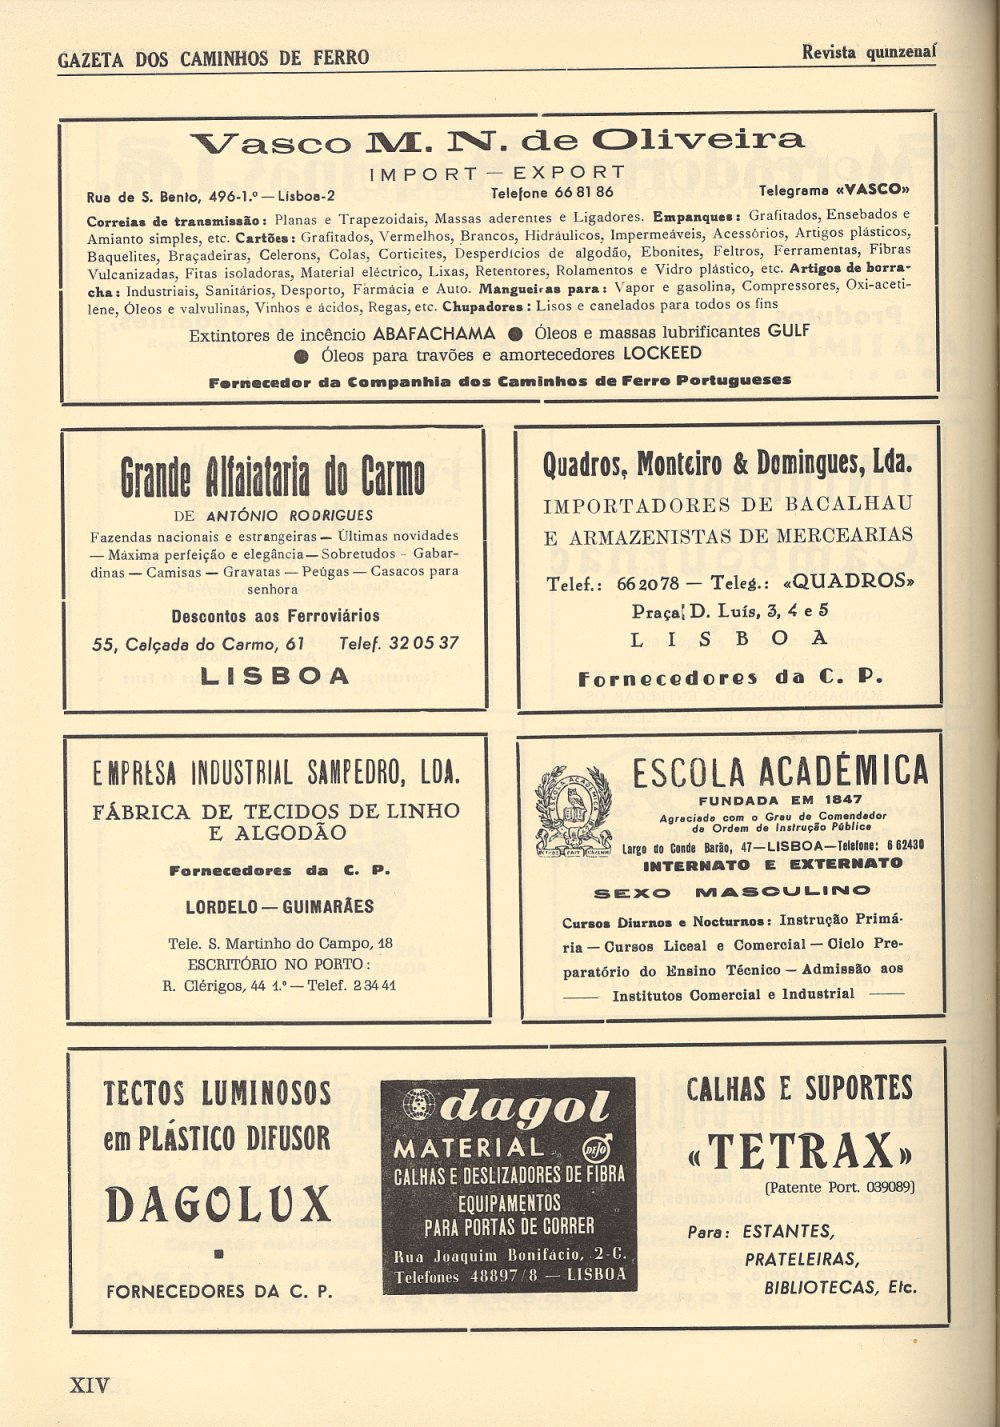 GAZETA DOS CAMINHOS DE FERRO
Revista quinzenal
Vasco M. N. de Oliveira
IMPORT — EXPORT
Rua de S. Bento, 496-1.º — Lisboa-2 Telefone 66 81 86 Telegrama «VASCO»
Correias de transmissão: Planas e Trapezoidais, Massas aderentes e Ligadores. Empanques: Grafitados, Ensebados e
Amianto simples, etc. Cartões: Grafitados, Vermelhos, Brancos, Hidráulicos, Impermeáveis, Acessórios, Artigos plásticos,
Baquelites, Braçadeiras, Celerons, Colas, Corticites, Desperdícios de algodão, Ebonites, Feltros, Ferramentas, Fibras
Vulcanizadas, Fitas isoladoras, Material eléctrico, Lixas, Retentores, Rolamentos e Vidro plástico, etc. Artigos de borra-
cha: Industriais, Sanitários, Desporto, Farmácia e Auto. Mangueiras para: Vapor e gasolina, Compressores, Oxi-aceti-
lene, Óleos e valvulinas, Vinhos e ácidos, Regas, etc. Chupadores: Lisos e canelados para todos os fins
Extintores de incêncio ABAFACHAMA ● Óleos e massas lubrificantes GULF
● Óleos para travões e amortecedores LOCKEED
Fornecedor da Companhia dos Caminhos de Ferro Portugueses
Grande Alfaiataria do Carmo
DE ANTÓNIO RODRIGUES
Fazendas nacionais e estrangeiras — Últimas novidades
— Máxima perfeição e elegância — Sobretudos - Gabar-
dinas — Camisas — Gravatas — Peúgas — Casacos para
senhora
Descontos aos Ferroviários
55, Calçada do Carmo, 61 Telef. 32 05 37
LISBOA
Quadros, Monteiro & Domingues, Lda.
IMPORTADORES DE BACALHAU
E ARMAZENISTAS DE MERCEARIAS
Telef.: 66 20 78 — Teleg.: «QUADROS»
Praça D. Luís, 3, 4 e 5
LISBOA
Fornecedores da C. P.
EMPRESA INDUSTRIAL SAMPEDRO, LDA.
FÁBRICA DE TECIDOS DE LINHO
E ALGODÃO
Fornecedores da C. P.
LORDELO — GUIMARÃES
Tele. S. Martinho do Campo, 18
ESCRITÓRIO NO PORTO:
R. Clérigos, 44 1.º — Telef. 2 34 41
ESCOLA ACADÉMICA
ESCOLA ACADÉMICA
FUNDADA EM 1847
Agraciada com o Grau de Comendador
da Ordem de Instrução Pública
Largo do Conde Barão, 47 — LISBOA — Telefone: 6 62430
INTERNATO E EXTERNATO
SEXO MASCULINO
Cursos Diurnos e Nocturnos: Instrução Primá-
ria — Cursos Liceal e Comercial — Ciclo Pre-
paratório do Ensino Técnico — Admissão aos
Institutos Comercial e Industrial
TECTOS LUMINOSOS
em PLÁSTICO DIFUSOR
DAGOLUX
FORNECEDORES DA C. P.
dagol
MATERIAL DIJO
CALHAS E DESLIZADORES DE FIBRA
EQUIPAMENTOS
PARA PORTAS DE CORRER
Rua Joaquim Bonifácio, 2-C.
Telefones 48897/8 — LISBOA
CALHAS E SUPORTES
«TETRAX»
(Patente Port. 039089)
Para: ESTANTES,
PRATELEIRAS,
BIBLIOTECAS, Etc.
XIV